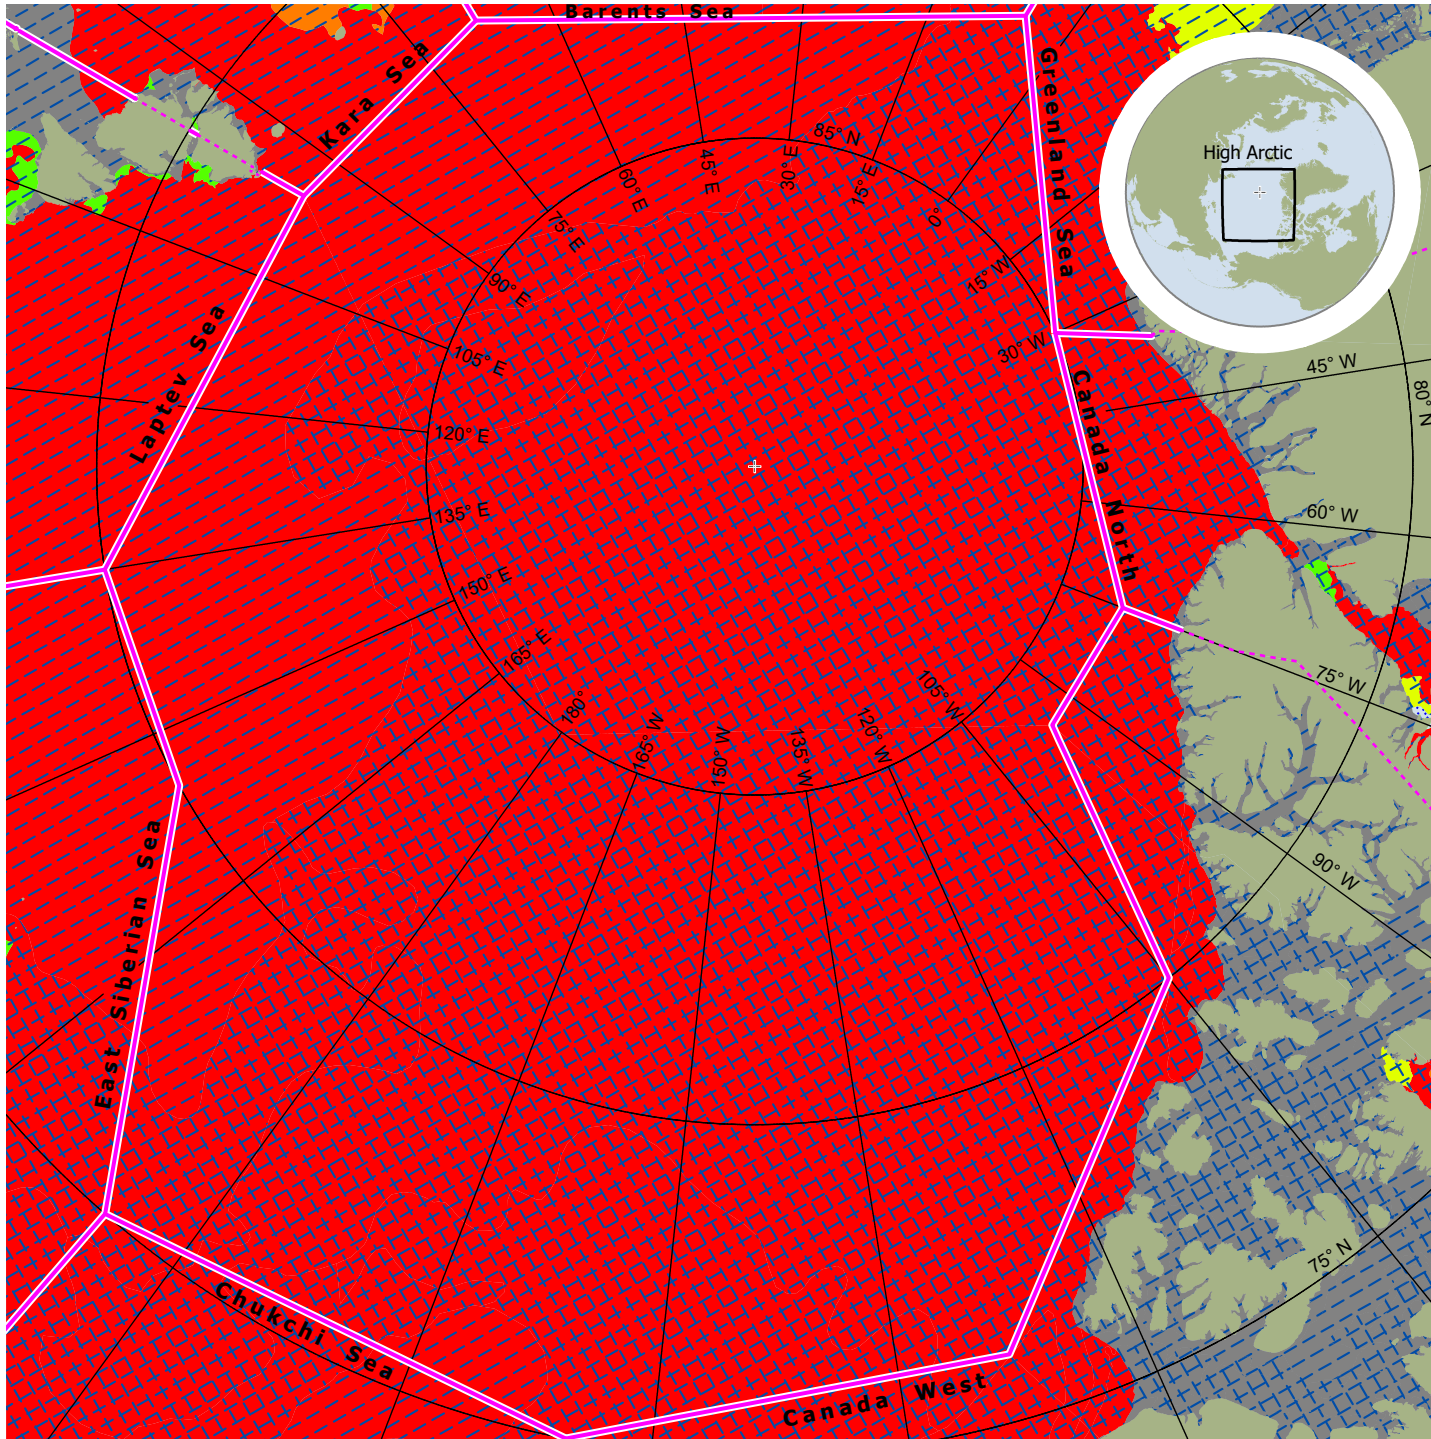 Barents Sea
Kara Sea
Greenland Sea
High Arctic
85° N
45° E
30° E
15° E
60° E
0°
75° E
15° W
90° E
30° W
105° E
45° W
80° N
Laptev Sea
Canada North
120° E
135° E
60° W
150° E
165° E
180°
165° W
150° W
135° W
120° W
105° W
75° W
90° W
East Siberian Sea
75° N
Chukchi Sea
Canada West